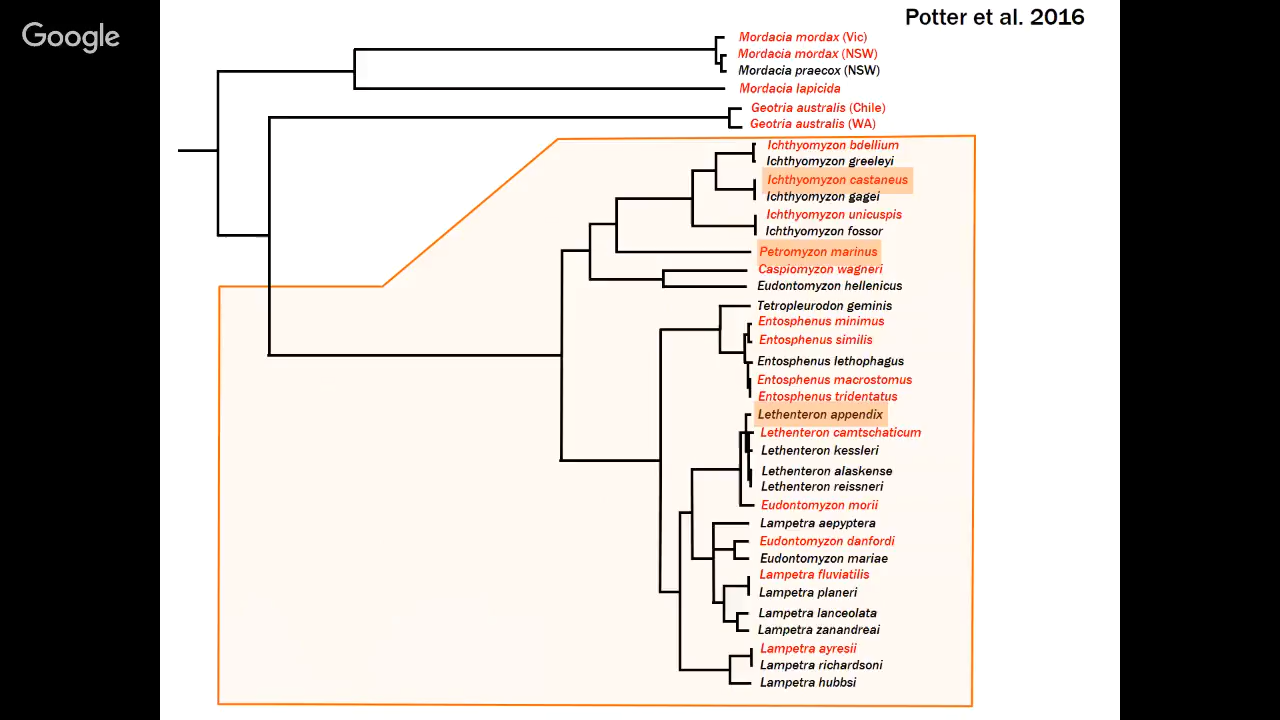 Google
Potter et al. 2016
Mordacia mordax (Vic)
Mordacia mordax (NSW)
Mordacia praecox (NSW)
Mordacia lapicida
Geotria australis (Chile)
Geotria australis (WA)
Ichthyomyzon bdellium
Ichthyomyzon greeleyi
Ichthyomyzon castaneus
Ichthyomyzon gagei
Ichthyomyzon unicuspis
Ichthyomyzon fossor
Petromyzon marinus
Caspiomyzon wagneri
Eudontomyzon hellenicus
Tetropleurodon geminis
Entosphenus minimus
Entosphenus similis
Entosphenus lethophagus
Entosphenus macrostomus
Entosphenus tridentatus
Lethenteron appendix
Lethenteron camtschaticum
Lethenteron kessleri
Lethenteron alaskense
Lethenteron reissneri
Eudontomyzon morii
Lampetra aepyptera
Eudontomyzon danfordi
Eudontomyzon mariae
Lampetra fluviatilis
Lampetra planeri
Lampetra lanceolata
Lampetra zanandreai
Lampetra ayresii
Lampetra richardsoni
Lampetra hubbsi